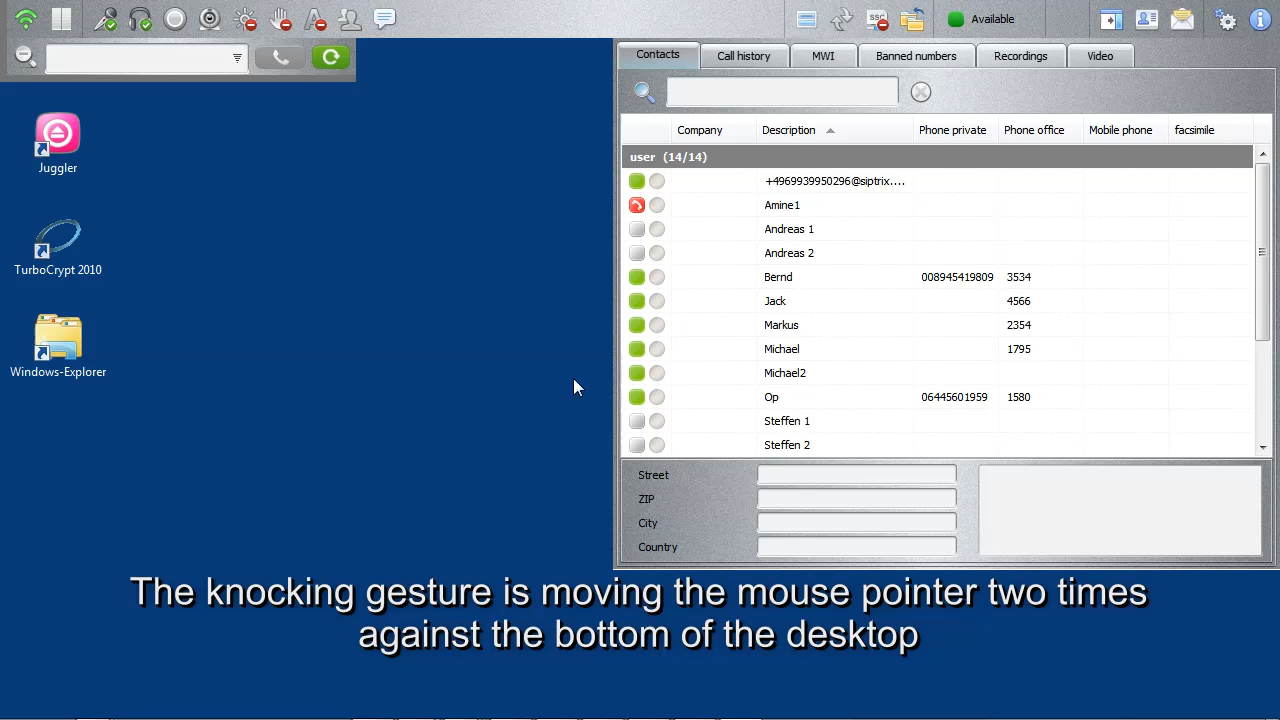 SSC
Available
Contacts
Call history
MWI
Banned numbers
Recordings
Video
Juggler
TurboCrypt 2010
Windows-Explorer
Company Description Phone private Phone office Mobile phone facsimile
user (14/14)
+4969939950296@siptrix....
Amine1
Andreas 1
Andreas 2
Bernd 008945419809 3534
Jack 4566
Markus 2354
Michael 1795
Michael2
Op 06445601959 1580
Steffen 1
Steffen 2
Street
ZIP
City
Country
The knocking gesture is moving the mouse pointer two times
against the bottom of the desktop